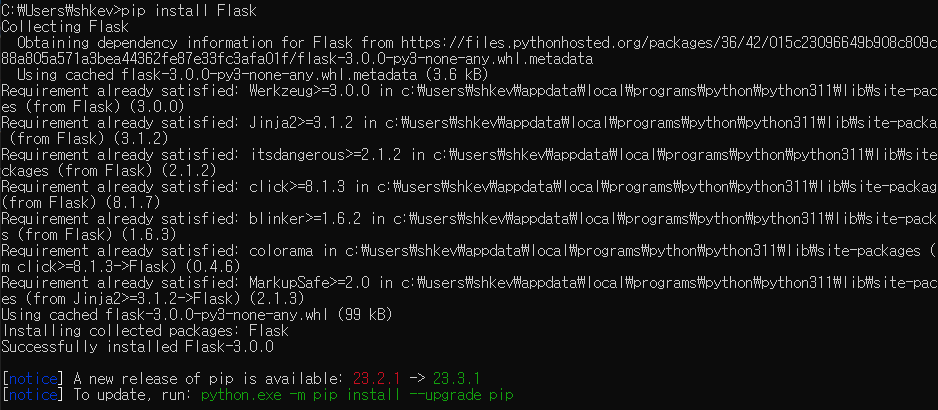 C:₩Users₩shkev>pip install Flask
Collecting Flask
  Obtaining dependency information for Flask from https://files.pythonhosted.org/packages/36/42/015c23096649b908c809c
88a805a571a3bea44362fe87e33fc3afa01f/flask-3.0.0-py3-none-any.whl.metadata
  Using cached flask-3.0.0-py3-none-any.whl.metadata (3.6 kB)
Requirement already satisfied: Werkzeug>=3.0.0 in c:₩users₩shkev₩appdata₩local₩programs₩python₩python311₩lib₩site-pac
es (from Flask) (3.0.0)
Requirement already satisfied: Jinja2>=3.1.2 in c:₩users₩shkev₩appdata₩local₩programs₩python₩python311₩lib₩site-packa
 (from Flask) (3.1.2)
Requirement already satisfied: itsdangerous>=2.1.2 in c:₩users₩shkev₩appdata₩local₩programs₩python₩python311₩lib₩site
ckages (from Flask) (2.1.2)
Requirement already satisfied: click>=8.1.3 in c:₩users₩shkev₩appdata₩local₩programs₩python₩python311₩lib₩site-packag
(from Flask) (8.1.7)
Requirement already satisfied: blinker>=1.6.2 in c:₩users₩shkev₩appdata₩local₩programs₩python₩python311₩lib₩site-pack
s (from Flask) (1.6.3)
Requirement already satisfied: colorama in c:₩users₩shkev₩appdata₩local₩programs₩python₩python311₩lib₩site-packages (
m click>=8.1.3->Flask) (0.4.6)
Requirement already satisfied: MarkupSafe>=2.0 in c:₩users₩shkev₩appdata₩local₩programs₩python₩python311₩lib₩site-pac
es (from Jinja2>=3.1.2->Flask) (2.1.3)
Using cached flask-3.0.0-py3-none-any.whl (99 kB)
Installing collected packages: Flask
Successfully installed Flask-3.0.0
[notice] A new release of pip is available: 23.2.1 -> 23.3.1
[notice] To update, run: python.exe -m pip install --upgrade pip